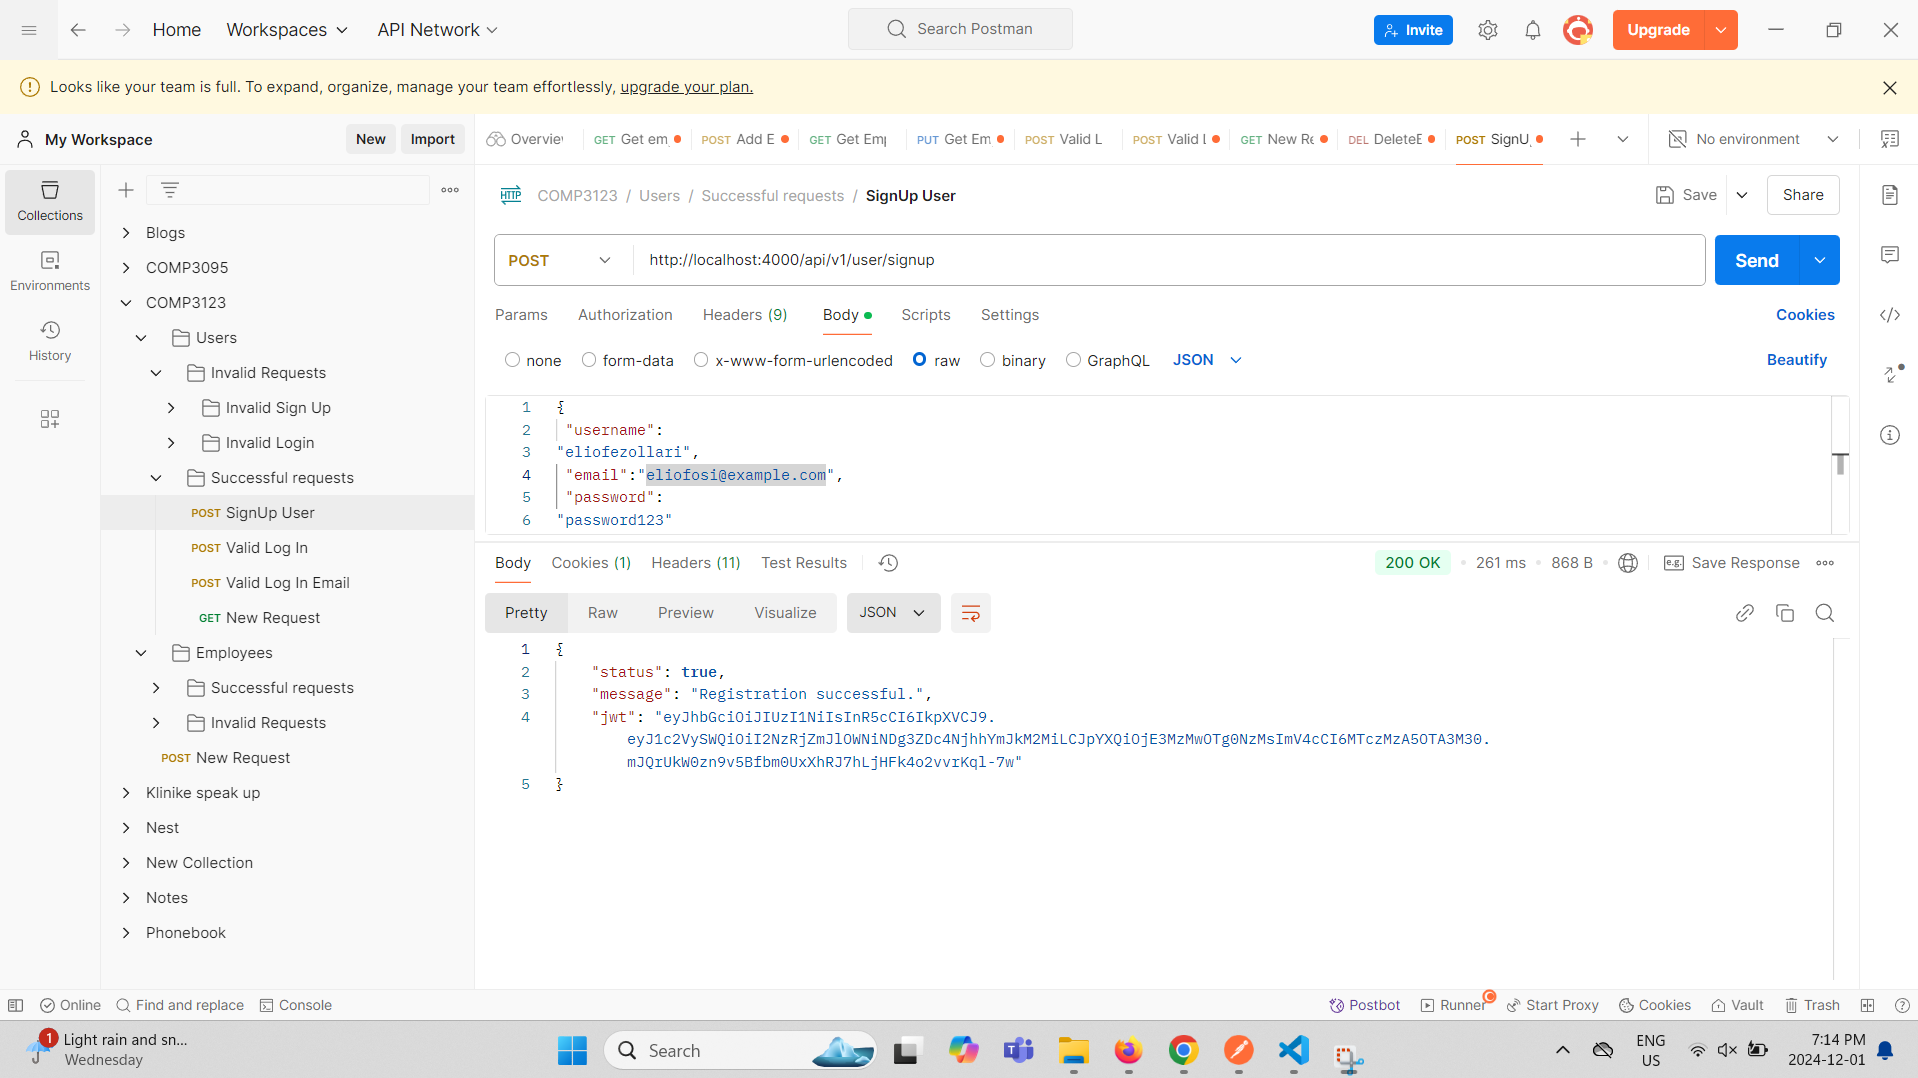 Home Workspaces API Network Search Postman Invite Upgrade
Looks like your team is full. To expand, organize, manage your team effortlessly, upgrade your plan.
My Workspace New Import
Overvie GET Get em POST Add E GET Get Emp PUT Get Em POST Valid L POST Valid L GET New Re DEL DeleteE POST SignU No environment
Collections
Environments
History
Blogs
COMP3095
COMP3123
Users
Invalid Requests
Invalid Sign Up
Invalid Login
Successful requests
POST SignUp User
POST Valid Log In
POST Valid Log In Email
GET New Request
Employees
Successful requests
Invalid Requests
POST New Request
Klinike speak up
Nest
New Collection
Notes
Phonebook
HTTP COMP3123 / Users / Successful requests / SignUp User Save Share
POST http://localhost:4000/api/v1/user/signup Send
Params Authorization Headers (9) Body Scripts Settings Cookies
none form-data x-www-form-urlencoded raw binary GraphQL JSON Beautify
1 {
2 "username":
3 "eliofezollari",
4 "email":"eliofosi@example.com",
5 "password":
6 "password123"
Body Cookies (1) Headers (11) Test Results 200 OK 261 ms 868 B e.g. Save Response
Pretty Raw Preview Visualize JSON
1 {
2 "status": true,
3 "message": "Registration successful.",
4 "jwt": "eyJhbGciOiJIUzI1NiIsInR5cCI6IkpXVCJ9.
eyJ1c2VySWQiOiI2NzRjZmJlOWNiNDg3ZDc4NjhhYmJkM2MiLCJpYXQiOjE3MzMwOTg0NzMsImV4cCI6MTczMzA5OTA3M30.
mJQrUkW0zn9v5Bfbm0UxXhRJ7hLjHFk4o2vvrKql-7w"
5 }
Online Find and replace Console Postbot Runner Start Proxy Cookies Vault Trash
1 Light rain and sn...
Wednesday
Search
ENG
US
7:14 PM
2024-12-01